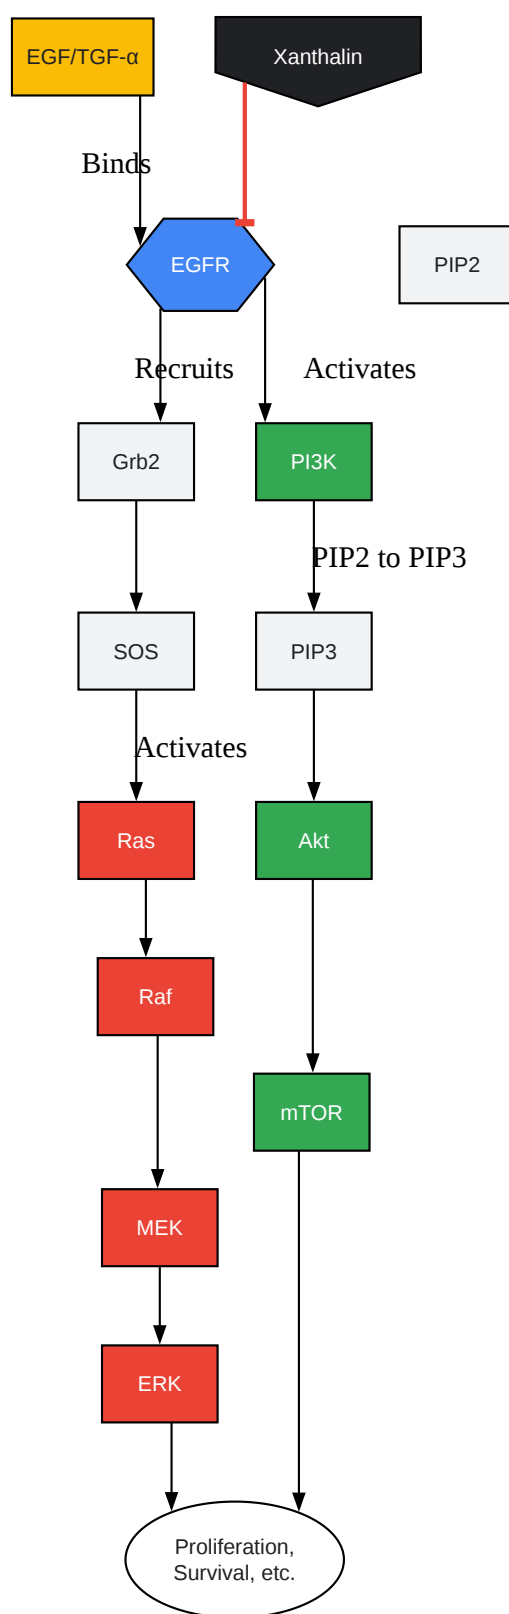 EGF/TGF-α
Xanthalin
Binds
EGFR
PIP2
Recruits
Activates
Grb2
PI3K
PIP2 to PIP3
SOS
PIP3
Activates
Ras
Akt
Raf
mTOR
MEK
ERK
Proliferation,
Survival, etc.